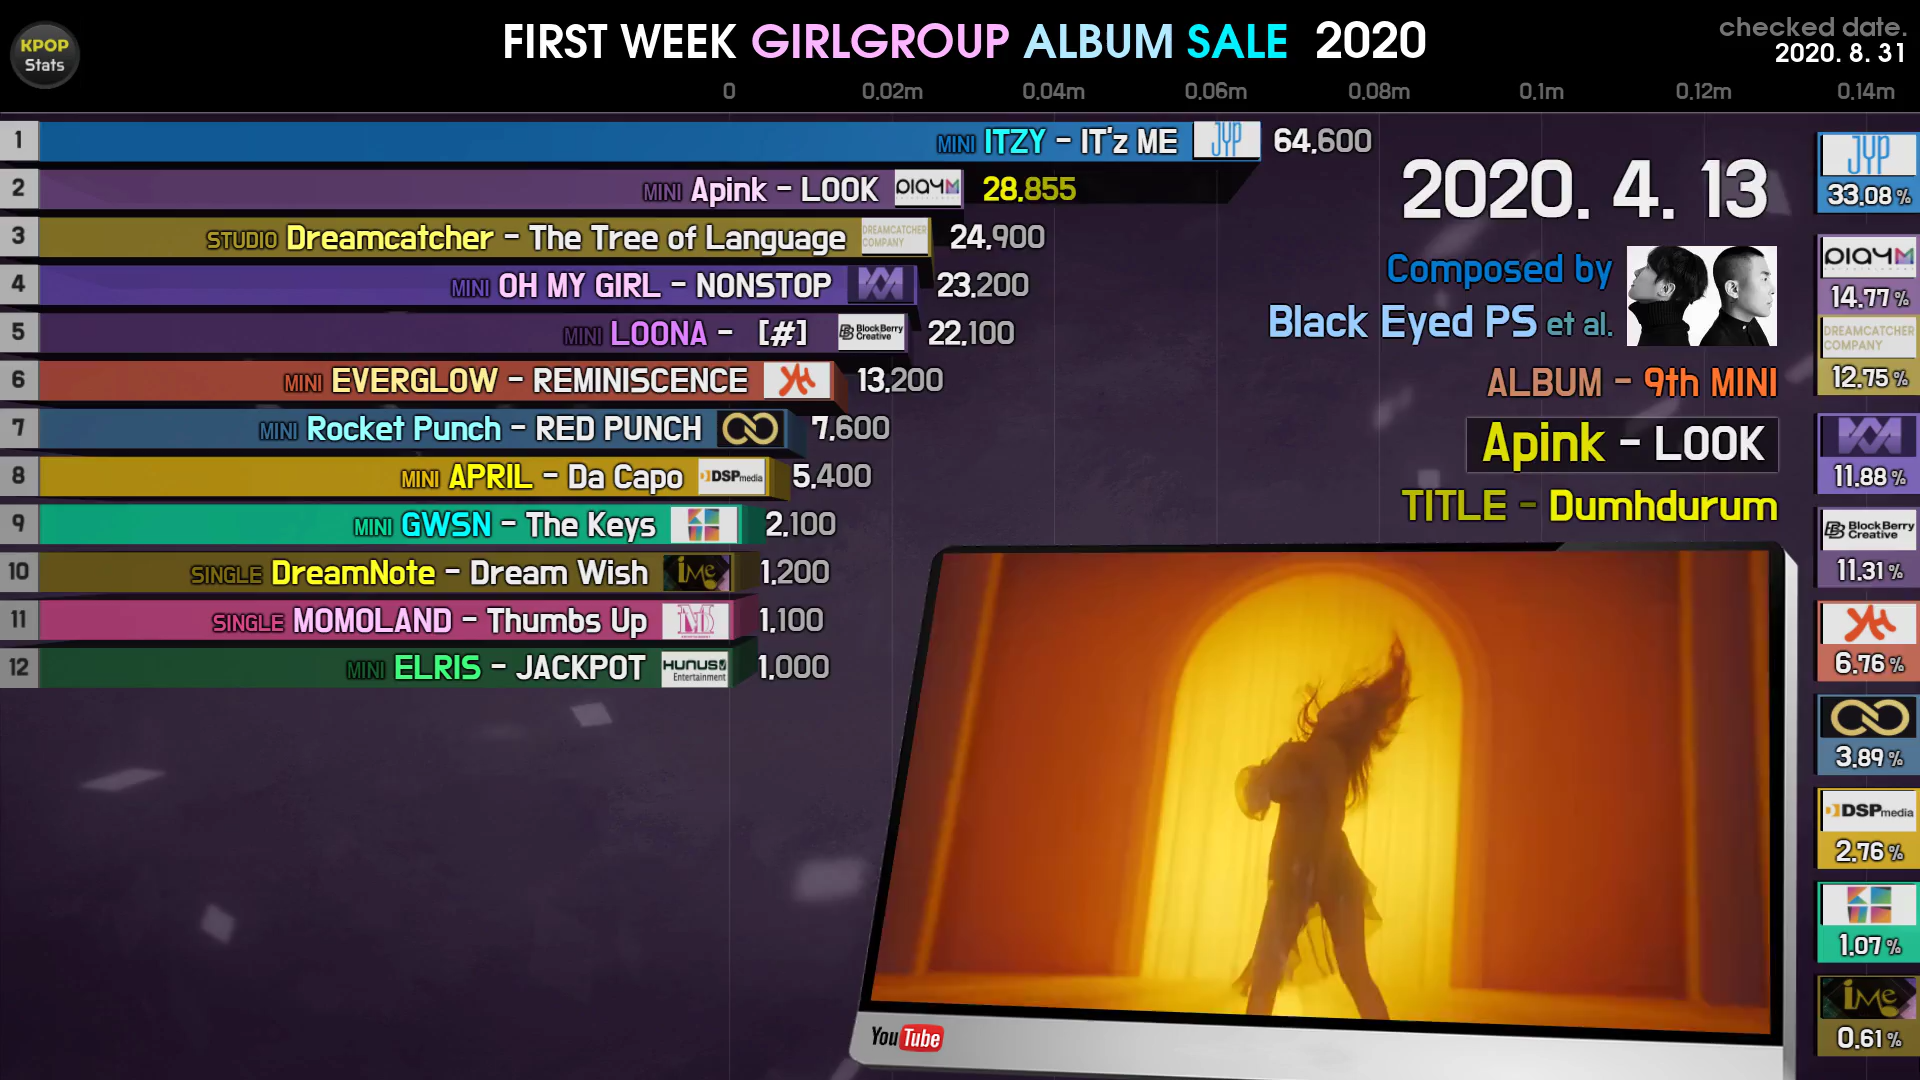 KPOP
Stats
FIRST WEEK GIRLGROUP ALBUM SALE 2020
checked date.
2020. 8. 31
0 0.02m 0.04m 0.06m 0.08m 0.1m 0.12m 0.14m
1 MINI ITZY - IT'z ME JYP 64,600
2 MINI Apink - LOOK PlayM 28,855
3 STUDIO Dreamcatcher - The Tree of Language DREAMCATCHER COMPANY 24,900
4 MINI OH MY GIRL - NONSTOP WM 23,200
5 MINI LOONA - [#] BlockBerry Creative 22,100
6 MINI EVERGLOW - REMINISCENCE YH 13,200
7 MINI Rocket Punch - RED PUNCH 7,600
8 MINI APRIL - Da Capo DSPmedia 5,400
9 MINI GWSN - The Keys 2,100
10 SINGLE DreamNote - Dream Wish iMe 1,200
11 SINGLE MOMOLAND - Thumbs Up M 1,100
12 MINI ELRIS - JACKPOT HUNUS Entertainment 1,000
2020. 4. 13
Composed by
Black Eyed PS et al.
ALBUM - 9th MINI
Apink - LOOK
TITLE - Dumhdurum
YouTube
JYP
33.08 %
PlayM
14.77 %
DREAMCATCHER
COMPANY
12.75 %
WM
11.88 %
BlockBerry
Creative
11.31 %
YH
6.76 %
3.89 %
DSPmedia
2.76 %
1.07 %
iMe
0.61 %